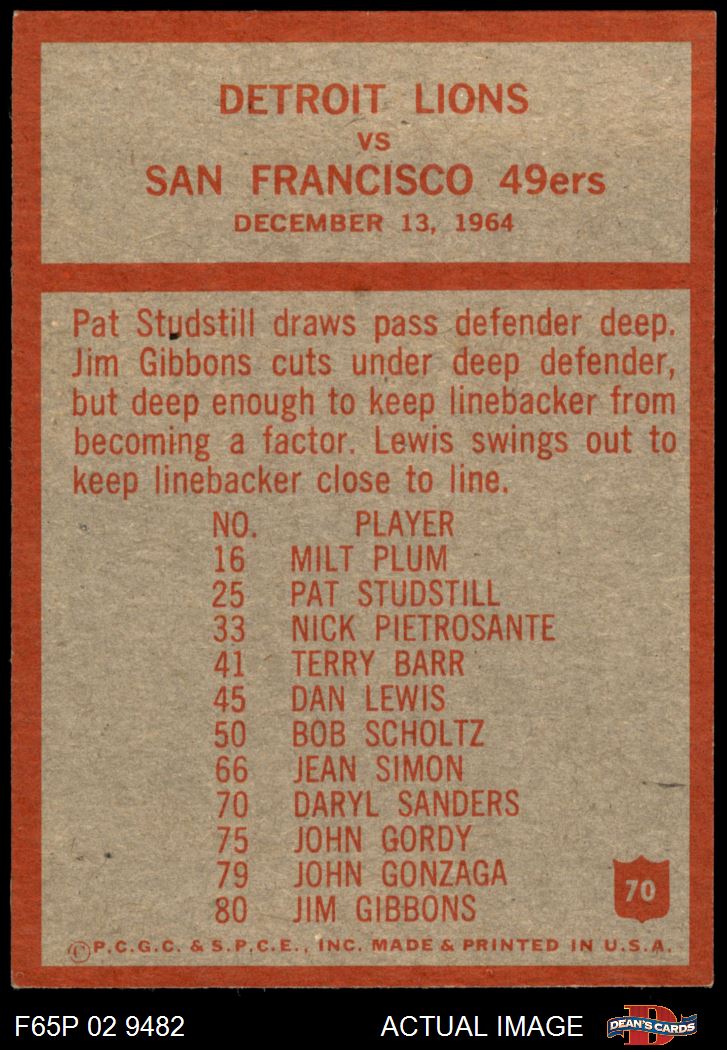 DETROIT LIONS
VS
SAN FRANCISCO 49ers
DECEMBER 13, 1964
Pat Studstill draws pass defender deep.
Jim Gibbons cuts under deep defender,
but deep enough to keep linebacker from
becoming a factor. Lewis swings out to
keep linebacker close to line.
NO. PLAYER
16 MILT PLUM
25 PAT STUDSTILL
33 NICK PIETROSANTE
41 TERRY BARR
45 DAN LEWIS
50 BOB SCHOLTZ
66 JEAN SIMON
70 DARYL SANDERS
75 JOHN GORDY
79 JOHN GONZAGA
80 JIM GIBBONS
70
©P.C.G.C. & S.P.C.E., INC. MADE & PRINTED IN U.S.A.
F65P 02 9482 ACTUAL IMAGE DEAN'S CARDS